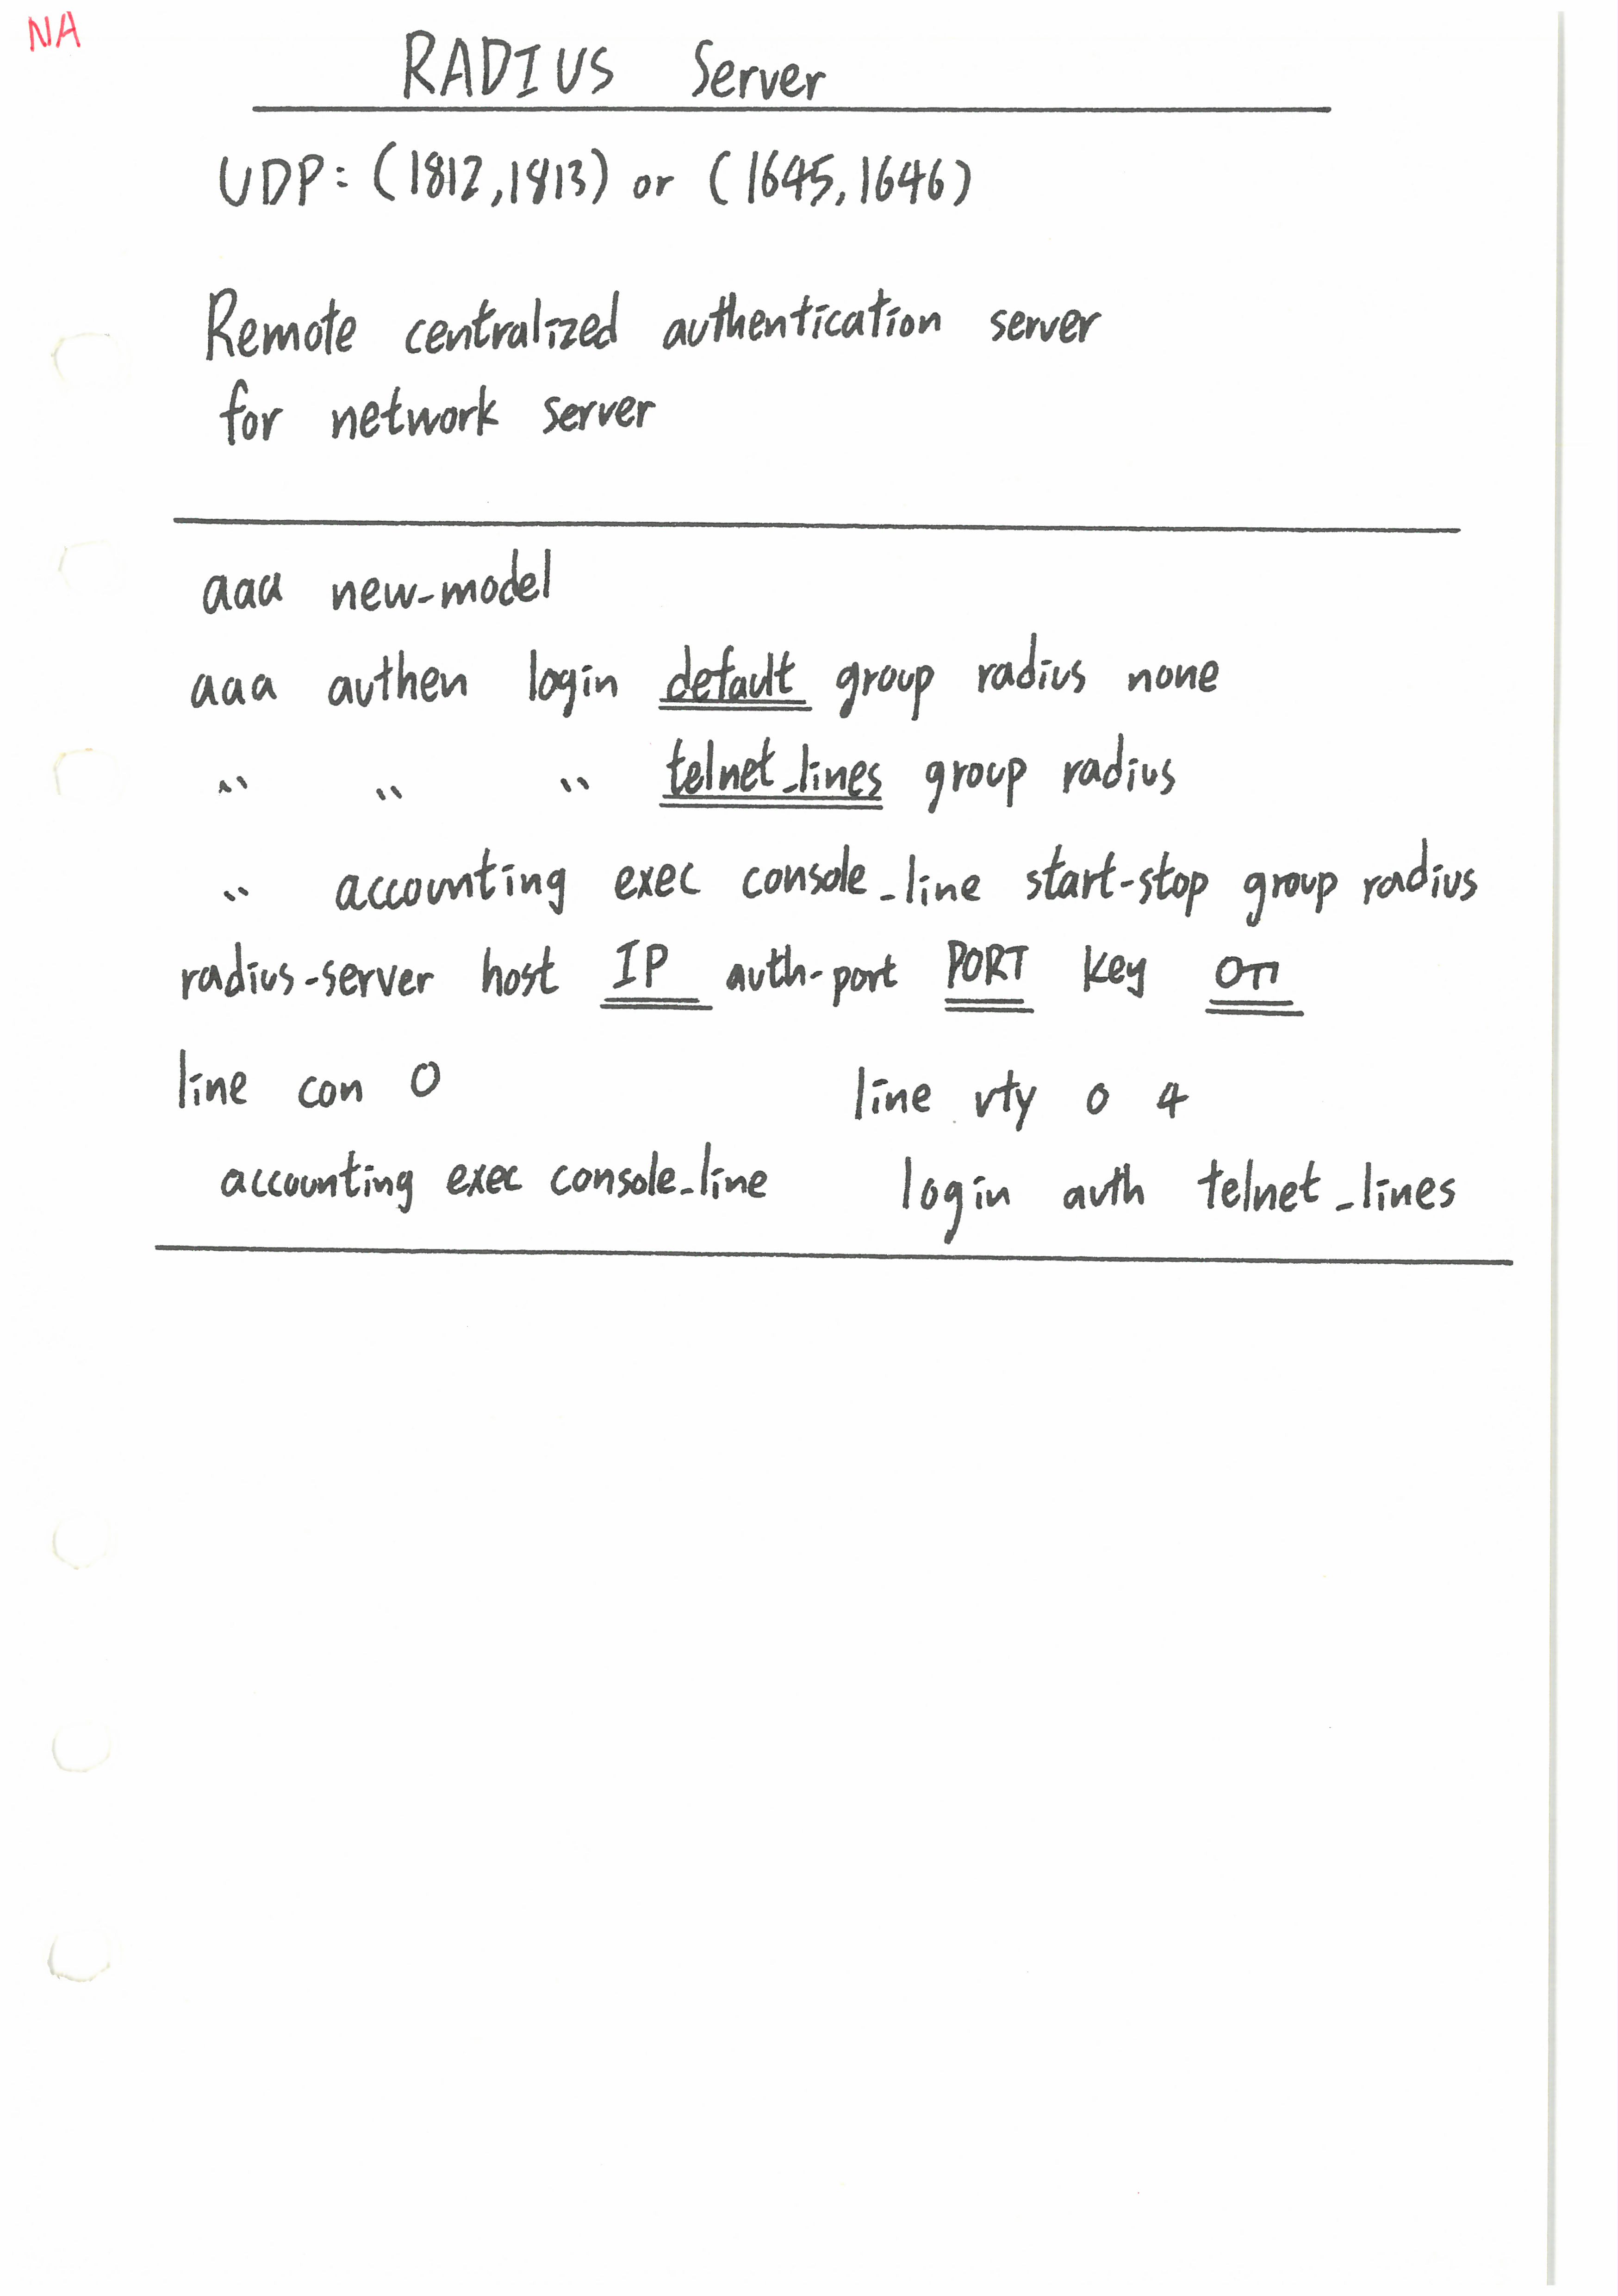 NA
RADIUS Server
UDP: (1812,1813) or (1645,1646)
Remote centralized authentication server
for network server
aaa new-model
aaa authen login default group radius none
" " " telnet_lines group radius
" accounting exec console_line start-stop group radius
radius-server host IP auth-port PORT key
line con 0 line vty 0 4
accounting exec console_line login auth telnet_lines